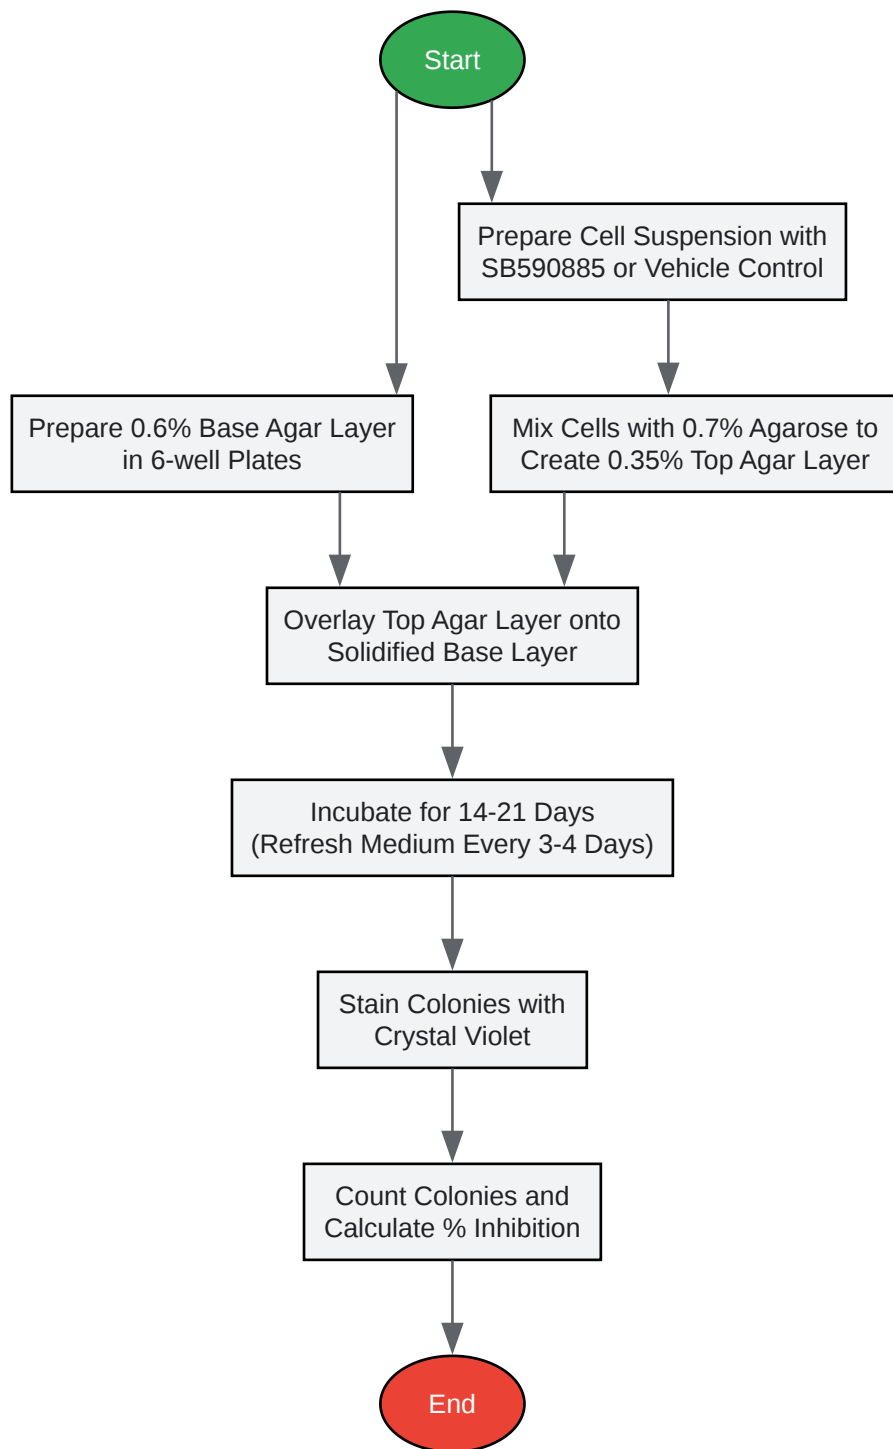 Start
Prepare Cell Suspension with
SB590885 or Vehicle Control
Prepare 0.6% Base Agar Layer
in 6-well Plates
Mix Cells with 0.7% Agarose to
Create 0.35% Top Agar Layer
Overlay Top Agar Layer onto
Solidified Base Layer
Incubate for 14-21 Days
(Refresh Medium Every 3-4 Days)
Stain Colonies with
Crystal Violet
Count Colonies and
Calculate % Inhibition
End